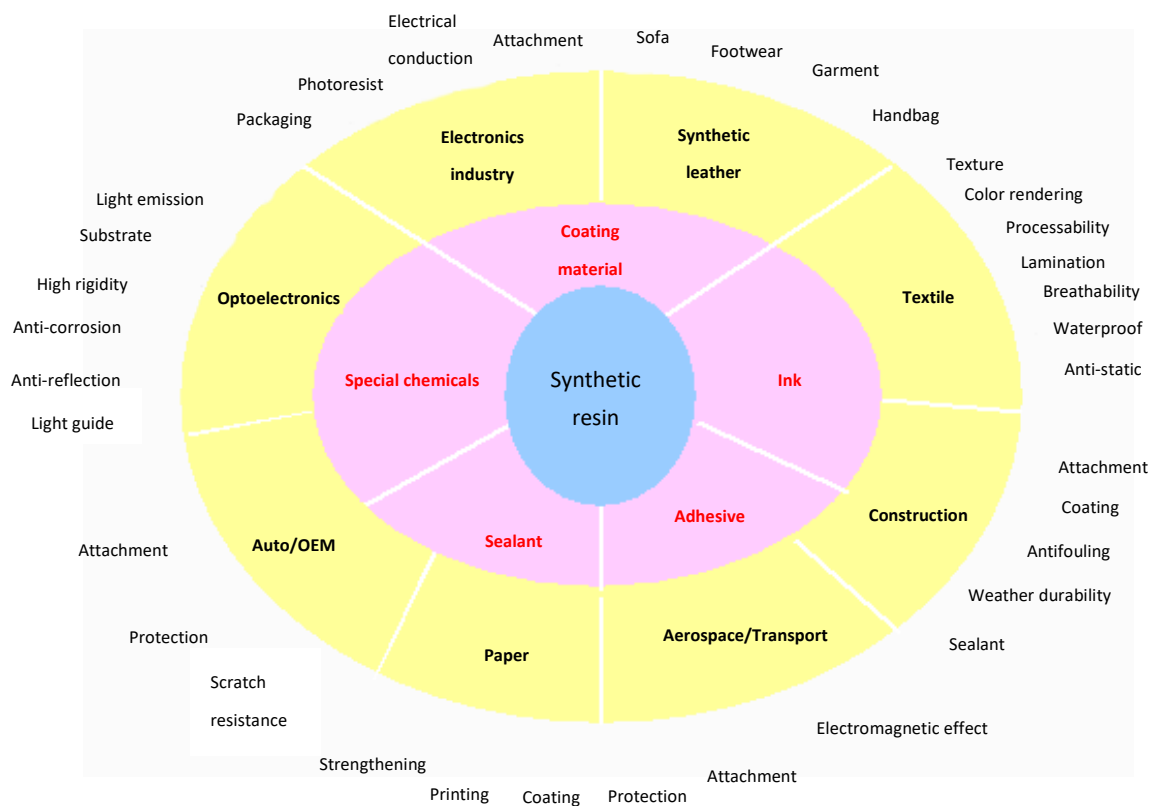 Electrical
conduction
Attachment
Sofa
Footwear
Garment
Photoresist
Handbag
Packaging
Electronics
industry
Synthetic
leather
Texture
Color rendering
Light emission
Processability
Substrate
Coating
material
Lamination
High rigidity
Optoelectronics
Textile
Breathability
Anti-corrosion
Waterproof
Anti-reflection
Special chemicals
Synthetic
resin
Ink
Anti-static
Light guide
Attachment
Coating
Auto/OEM
Sealant
Adhesive
Construction
Attachment
Antifouling
Weather durability
Protection
Paper
Aerospace/Transport
Sealant
Scratch
resistance
Electromagnetic effect
Strengthening
Attachment
Printing
Coating
Protection